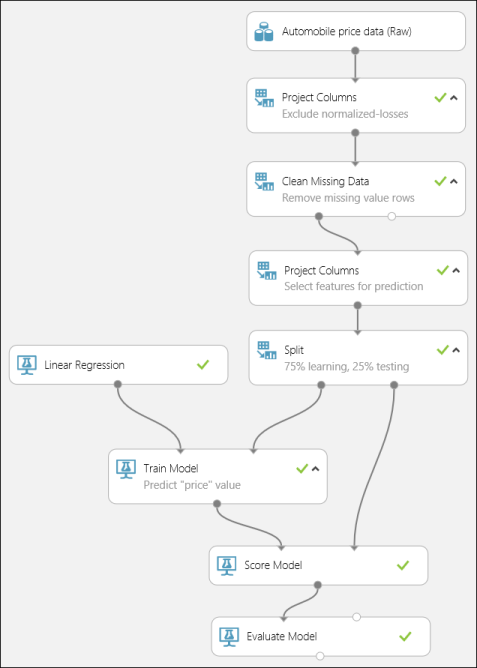 Automobile price data (Raw)
Project Columns
Exclude normalized-losses
Clean Missing Data
Remove missing value rows
Project Columns
Select features for prediction
Split
75% learning, 25% testing
Linear Regression
Train Model
Predict "price" value
Score Model
Evaluate Model